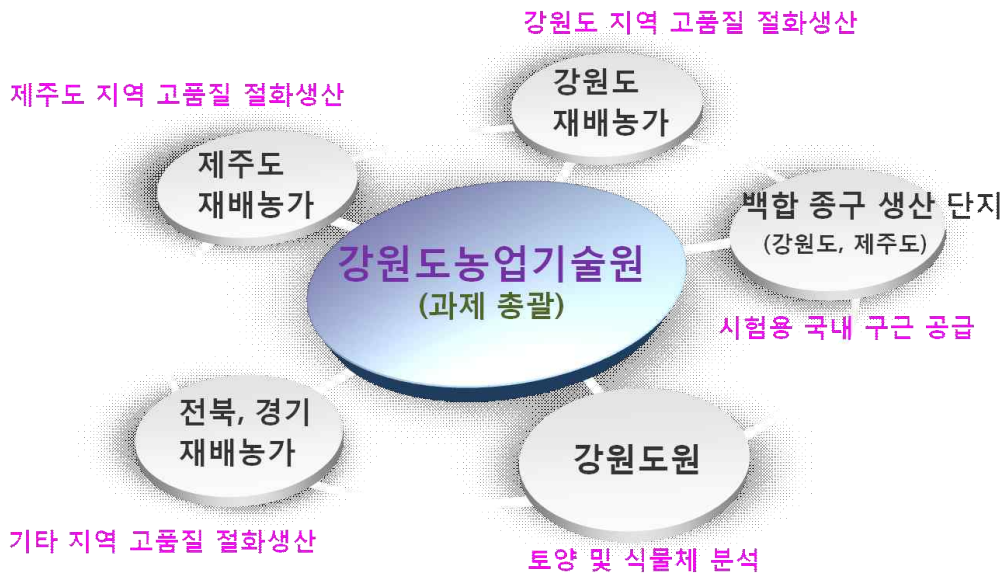 강원도 지역 고품질 절화생산
제주도 지역 고품질 절화생산
강원도
재배농가
제주도
재배농가
백합 종구 생산 단지
(강원도, 제주도)
강원도농업기술원
(과제 총괄)
시험용 국내 구근 공급
전북, 경기
재배농가
강원도원
기타 지역 고품질 절화생산
토양 및 식물체 분석